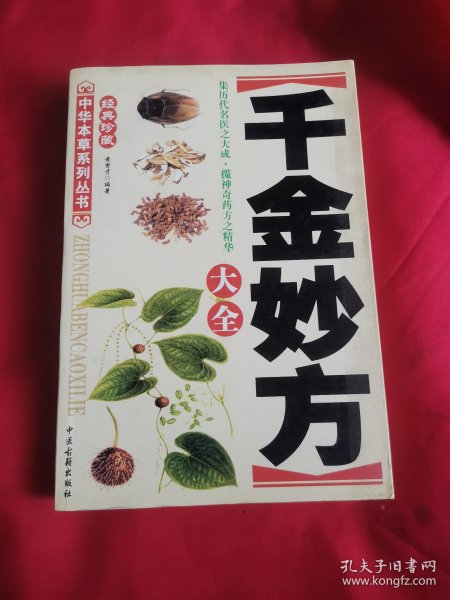 千金妙方
大全
集历代名医之大成·揽神奇药方之精华
经典珍藏
中华本草系列丛书
ZHONGHUABENCAOXILIE
中医古籍出版社
孔夫子旧书网
www.kongfz.com